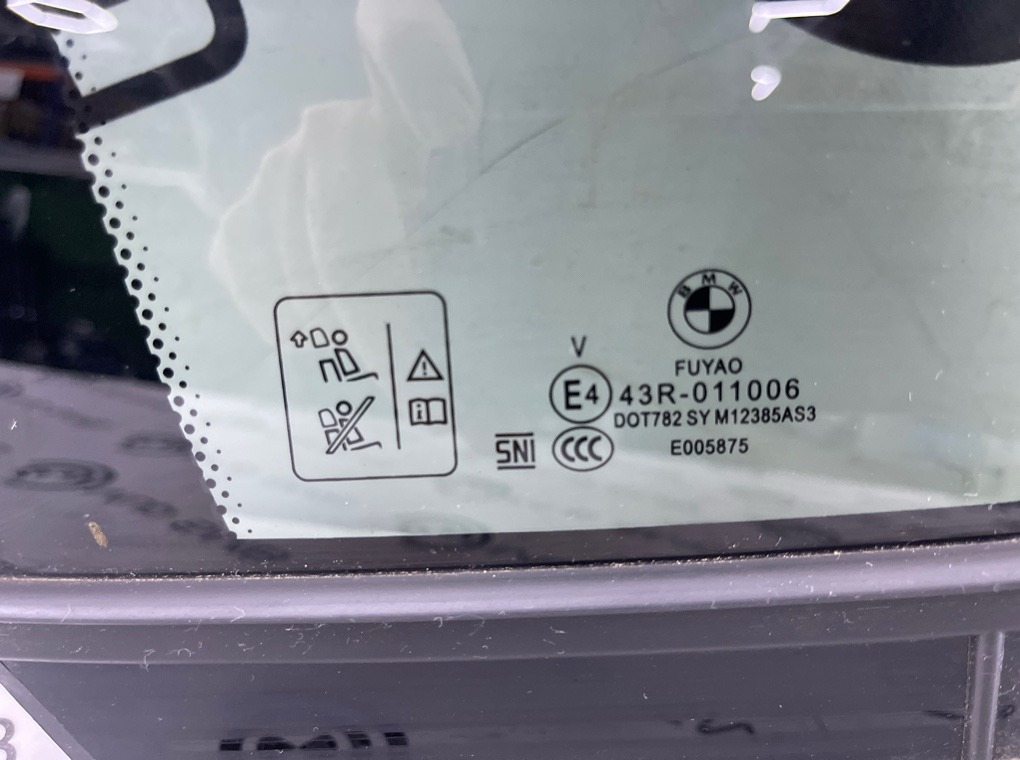 BMW
FUYAO
V
E4 43R-011006
DOT782 SY M12385AS3
SNI CCC E005875